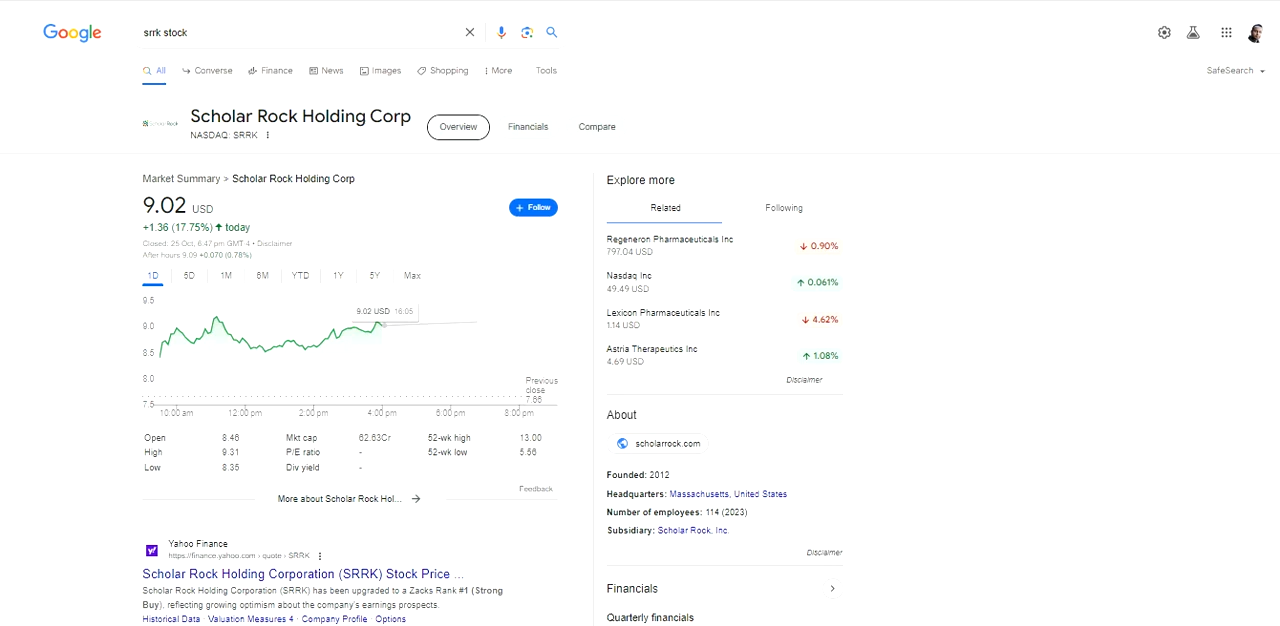 Google
srrk stock
All Converse Finance News Images Shopping More Tools
SafeSearch
Scholar Rock Holding Corp
NASDAQ: SRRK
Overview Financials Compare
Market Summary > Scholar Rock Holding Corp
9.02 USD
+1.36 (17.75%) today
Closed: 25 Oct, 6:47 pm GMT-4 • Disclaimer
After hours 9.09 +0.070 (0.78%)
+ Follow
1D 5D 1M 6M YTD 1Y 5Y Max
9.02 USD 16:05
9.5
9.0
8.5
8.0
7.5
Previous
close
7.66
10:00 am 12:00 pm 2:00 pm 4:00 pm 6:00 pm 8:00 pm
Open 8.46 Mkt cap 62.63Cr 52-wk high 13.00
High 9.31 P/E ratio - 52-wk low 5.56
Low 8.35 Div yield -
Feedback
More about Scholar Rock Hol...
Yahoo Finance
https://finance.yahoo.com › quote › SRRK
Scholar Rock Holding Corporation (SRRK) Stock Price ...
Scholar Rock Holding Corporation (SRRK) has been upgraded to a Zacks Rank #1 (Strong
Buy), reflecting growing optimism about the company's earnings prospects.
Historical Data · Valuation Measures 4 · Company Profile · Options
Explore more
Related Following
Regeneron Pharmaceuticals Inc
797.04 USD
0.90%
Nasdaq Inc
49.49 USD
0.061%
Lexicon Pharmaceuticals Inc
1.14 USD
4.62%
Astria Therapeutics Inc
4.69 USD
1.08%
Disclaimer
About
scholarrock.com
Founded: 2012
Headquarters: Massachusetts, United States
Number of employees: 114 (2023)
Subsidiary: Scholar Rock, Inc.
Disclaimer
Financials
Quarterly financials